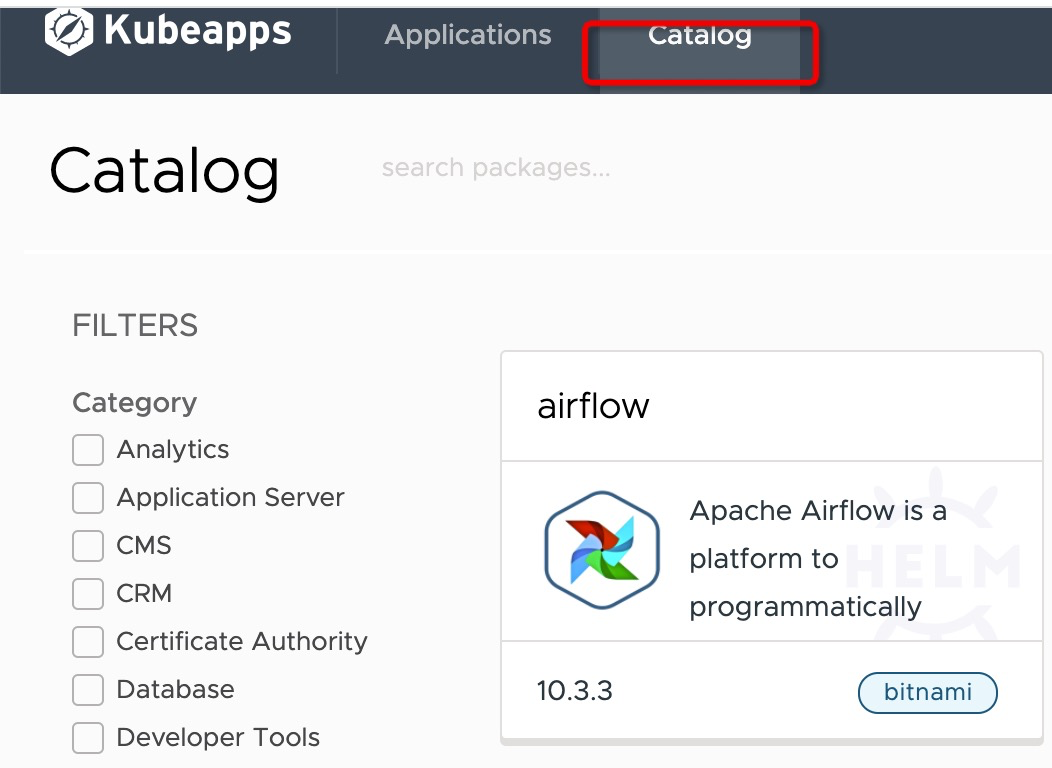 Kubeapps
Applications
Catalog
Catalog
search packages...
FILTERS
Category
Analytics
Application Server
CMS
CRM
Certificate Authority
Database
Developer Tools
airflow
Apache Airflow is a
platform to
programmatically
HELM
10.3.3
bitnami